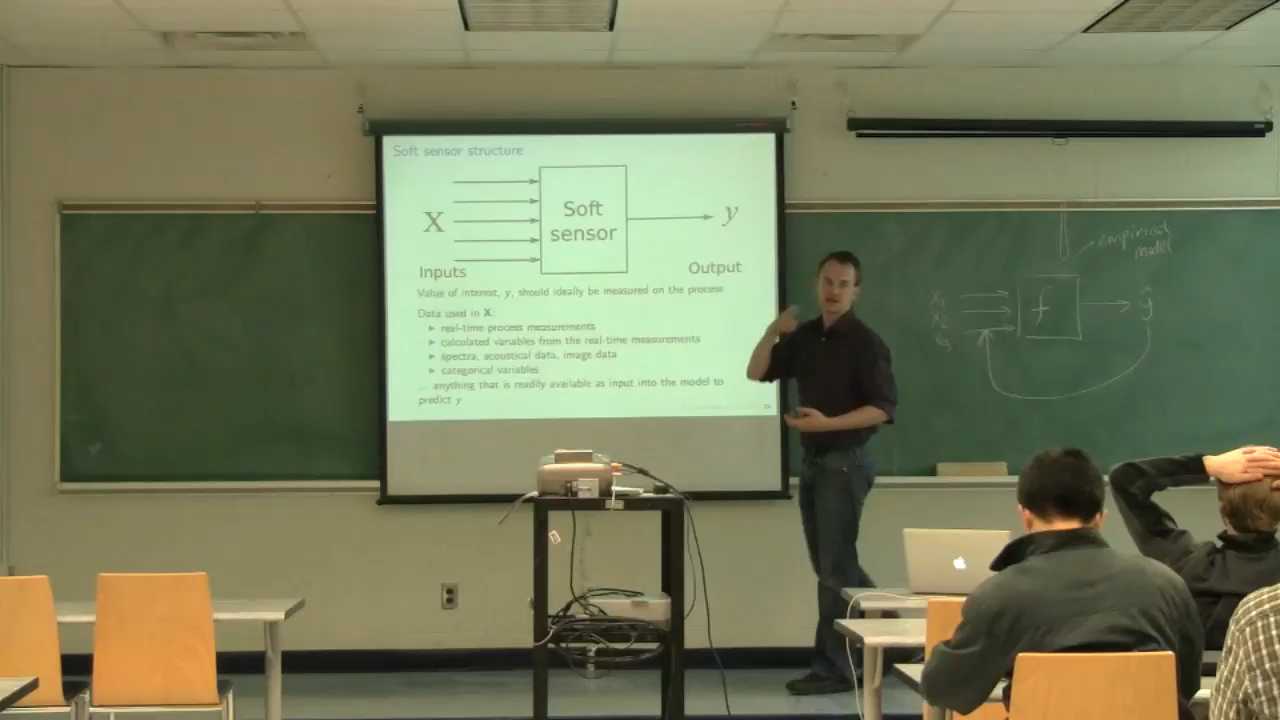 Soft sensor structure
X
Soft
sensor
y
Inputs
Output
Value of interest, y, should ideally be measured on the process
Data used in X:
▸ real-time process measurements
▸ calculated variables from the real-time measurements
▸ spectra, acoustical data, image data
▸ categorical variables
... anything that is readily available as input into the model to
predict y
empirical
model
x₁
x₂
f
ŷ